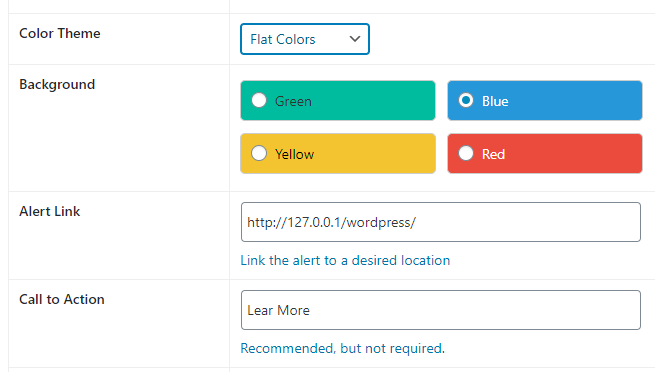 Color Theme
Flat Colors
Background
Green
Blue
Yellow
Red
Alert Link
http://127.0.0.1/wordpress/
Link the alert to a desired location
Call to Action
Lear More
Recommended, but not required.